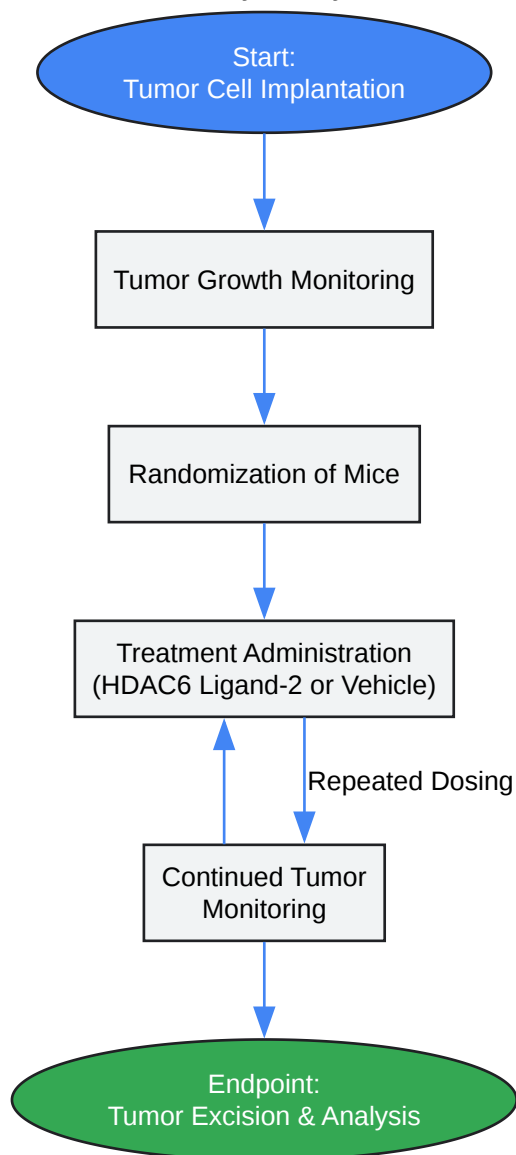 Start:
Tumor Cell Implantation
Tumor Growth Monitoring
Randomization of Mice
Treatment Administration
(HDAC6 Ligand-2 or Vehicle)
Repeated Dosing
Continued Tumor
Monitoring
Endpoint:
Tumor Excision & Analysis